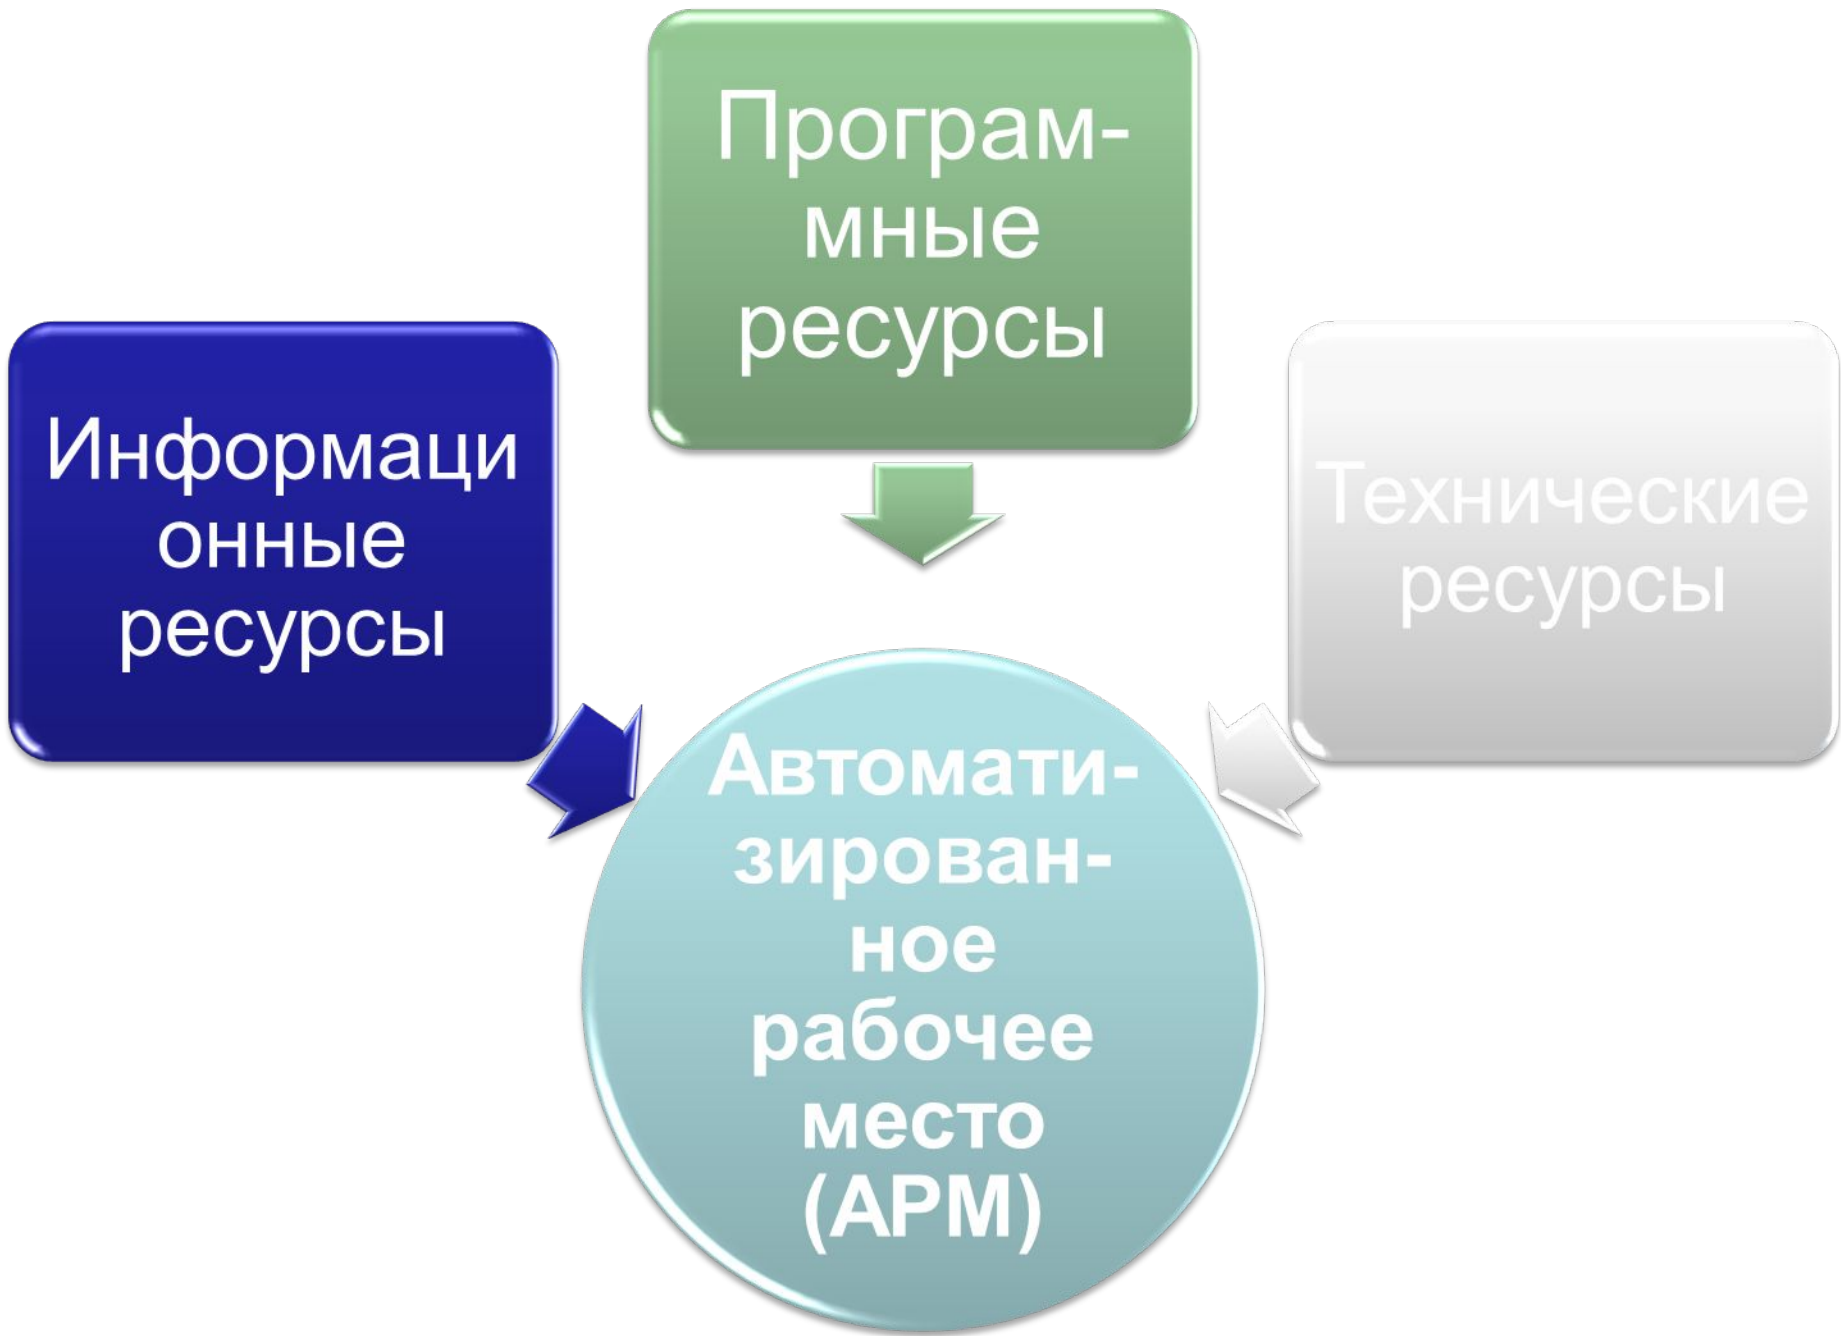 Програм-
мные
ресурсы
Информаци
онные
ресурсы
Технические
ресурсы
Автомати-
зирован-
ное
рабочее
место
(АРМ)